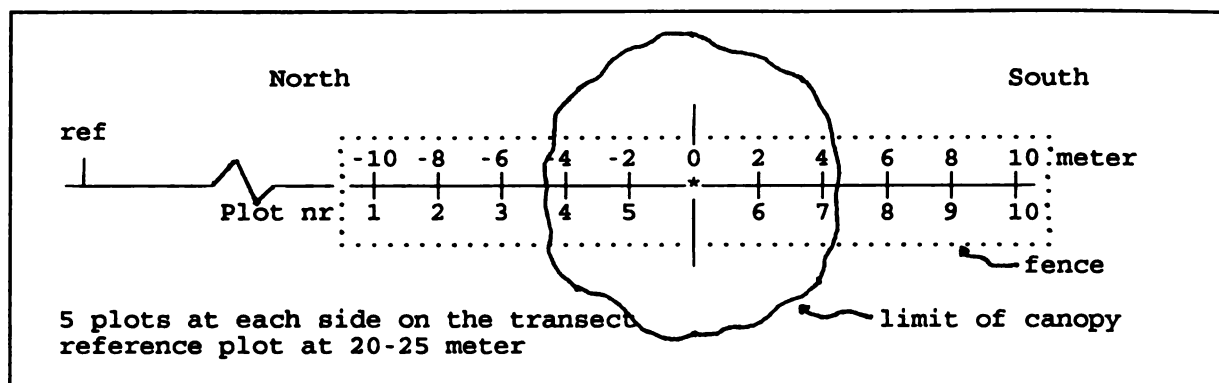 North South
ref
-10 -8 -6 -4 -2 0 2 4 6 8 10 meter
*
Plot nr 1 2 3 4 5 6 7 8 9 10
fence
limit of canopy
5 plots at each side on the transect
reference plot at 20-25 meter